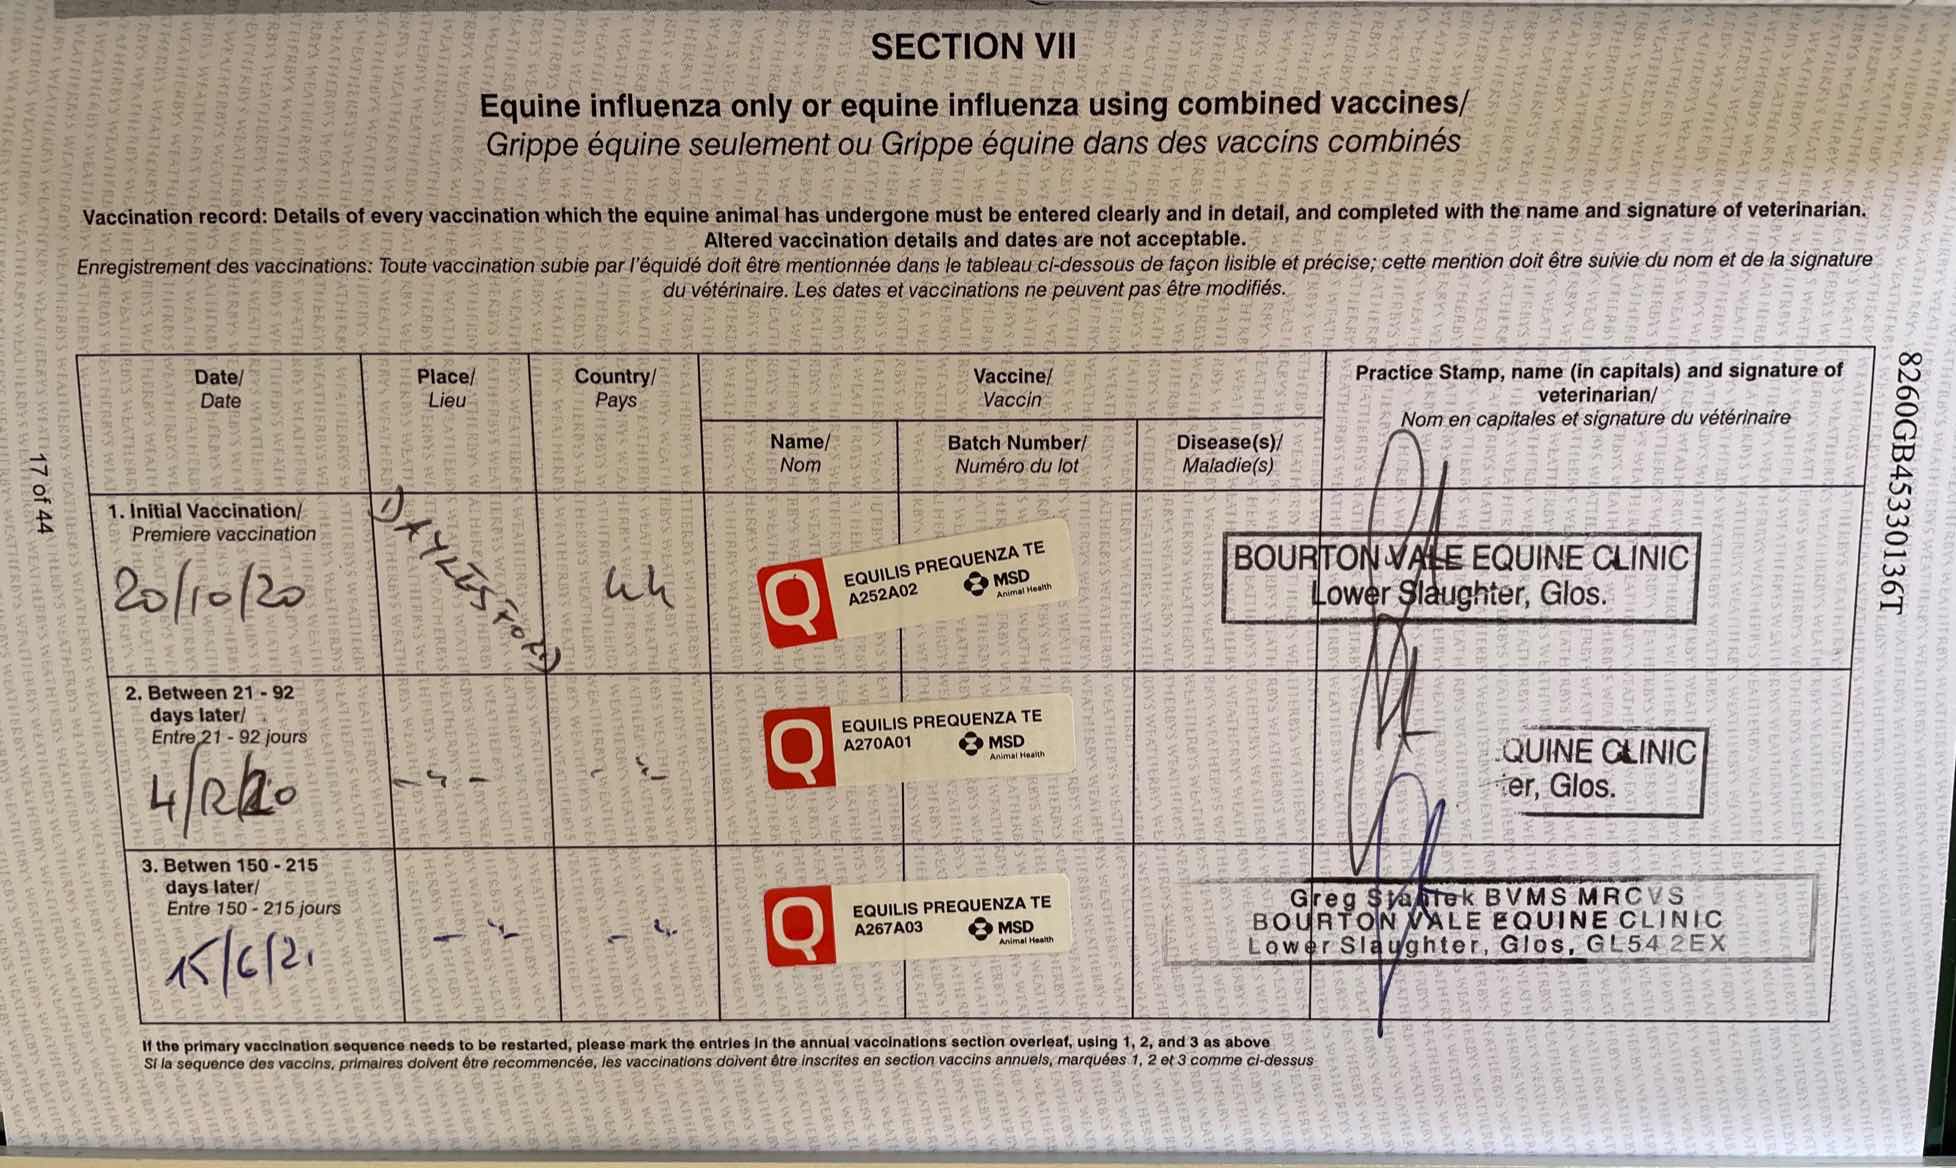 SECTION VII
Equine influenza only or equine influenza using combined vaccines/
Grippe équine seulement ou Grippe équine dans des vaccins combinés
Vaccination record: Details of every vaccination which the equine animal has undergone must be entered clearly and in detail, and completed with the name and signature of veterinarian.
Altered vaccination details and dates are not acceptable.
Enregistrement des vaccinations: Toute vaccination subie par l'équidé doit être mentionnée dans le tableau ci-dessous de façon lisible et précise; cette mention doit être suivie du nom et de la signature
du vétérinaire. Les dates et vaccinations ne peuvent pas être modifiés.
Date/
Date
Place/
Lieu
Country/
Pays
Vaccine/
Vaccin
Practice Stamp, name (in capitals) and signature of
veterinarian/
Nom en capitales et signature du vétérinaire
Name/
Nom
Batch Number/
Numéro du lot
Disease(s)/
Maladie(s)
1. Initial Vaccination/
Premiere vaccination
20/10/20
EQUILIS PREQUENZA TE
A252A02
MSD
Animal Health
BOURTON VALE EQUINE CLINIC
Lower Slaughter, Glos.
2. Between 21 - 92
days later/
Entre 21 - 92 jours
4/12/20
EQUILIS PREQUENZA TE
A270A01
MSD
Animal Health
QUINE CLINIC
er, Glos.
3. Betwen 150 - 215
days later/
Entre 150 - 215 jours
15/6/21
EQUILIS PREQUENZA TE
A267A03
MSD
Animal Health
Greg BVMS MRCVS
BOURTON VALE EQUINE CLINIC
Lower Slaughter, Glos, GL54 2EX
If the primary vaccination sequence needs to be restarted, please mark the entries in the annual vaccinations section overleaf, using 1, 2, and 3 as above
Si la sequence des vaccins, primaires doivent être recommencée, les vaccinations doivent être inscrites en section vaccins annuels, marquées 1, 2 et 3 comme ci-dessus
17 of 44
8260GB45330136T